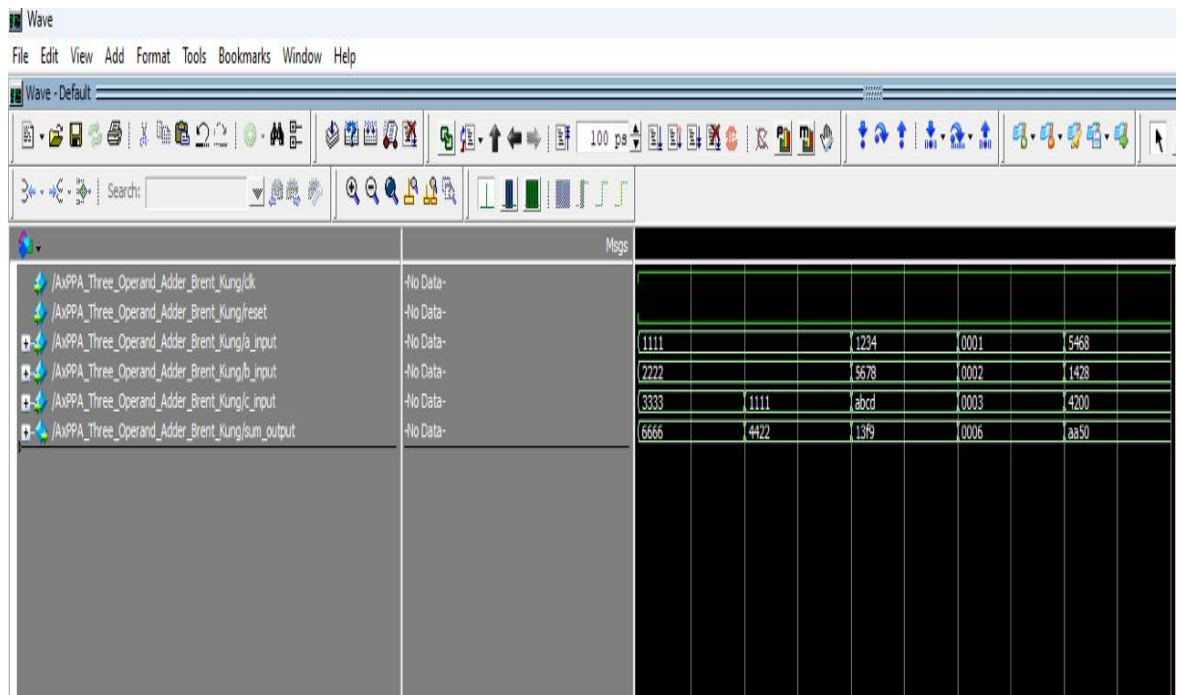 Wave
File Edit View Add Format Tools Bookmarks Window Help
Wave - Default
100 ps
Search:
Msgs
/AxPPA_Three_Operand_Adder_Brent_Kung/clk -No Data-
/AxPPA_Three_Operand_Adder_Brent_Kung/reset -No Data-
/AxPPA_Three_Operand_Adder_Brent_Kung/a_input -No Data- 1111 1234 0001 5468
/AxPPA_Three_Operand_Adder_Brent_Kung/b_input -No Data- 2222 5678 0002 1428
/AxPPA_Three_Operand_Adder_Brent_Kung/c_input -No Data- 3333 1111 abcd 0003 4200
/AxPPA_Three_Operand_Adder_Brent_Kung/sum_output -No Data- 6666 4422 13f9 0006 aa50